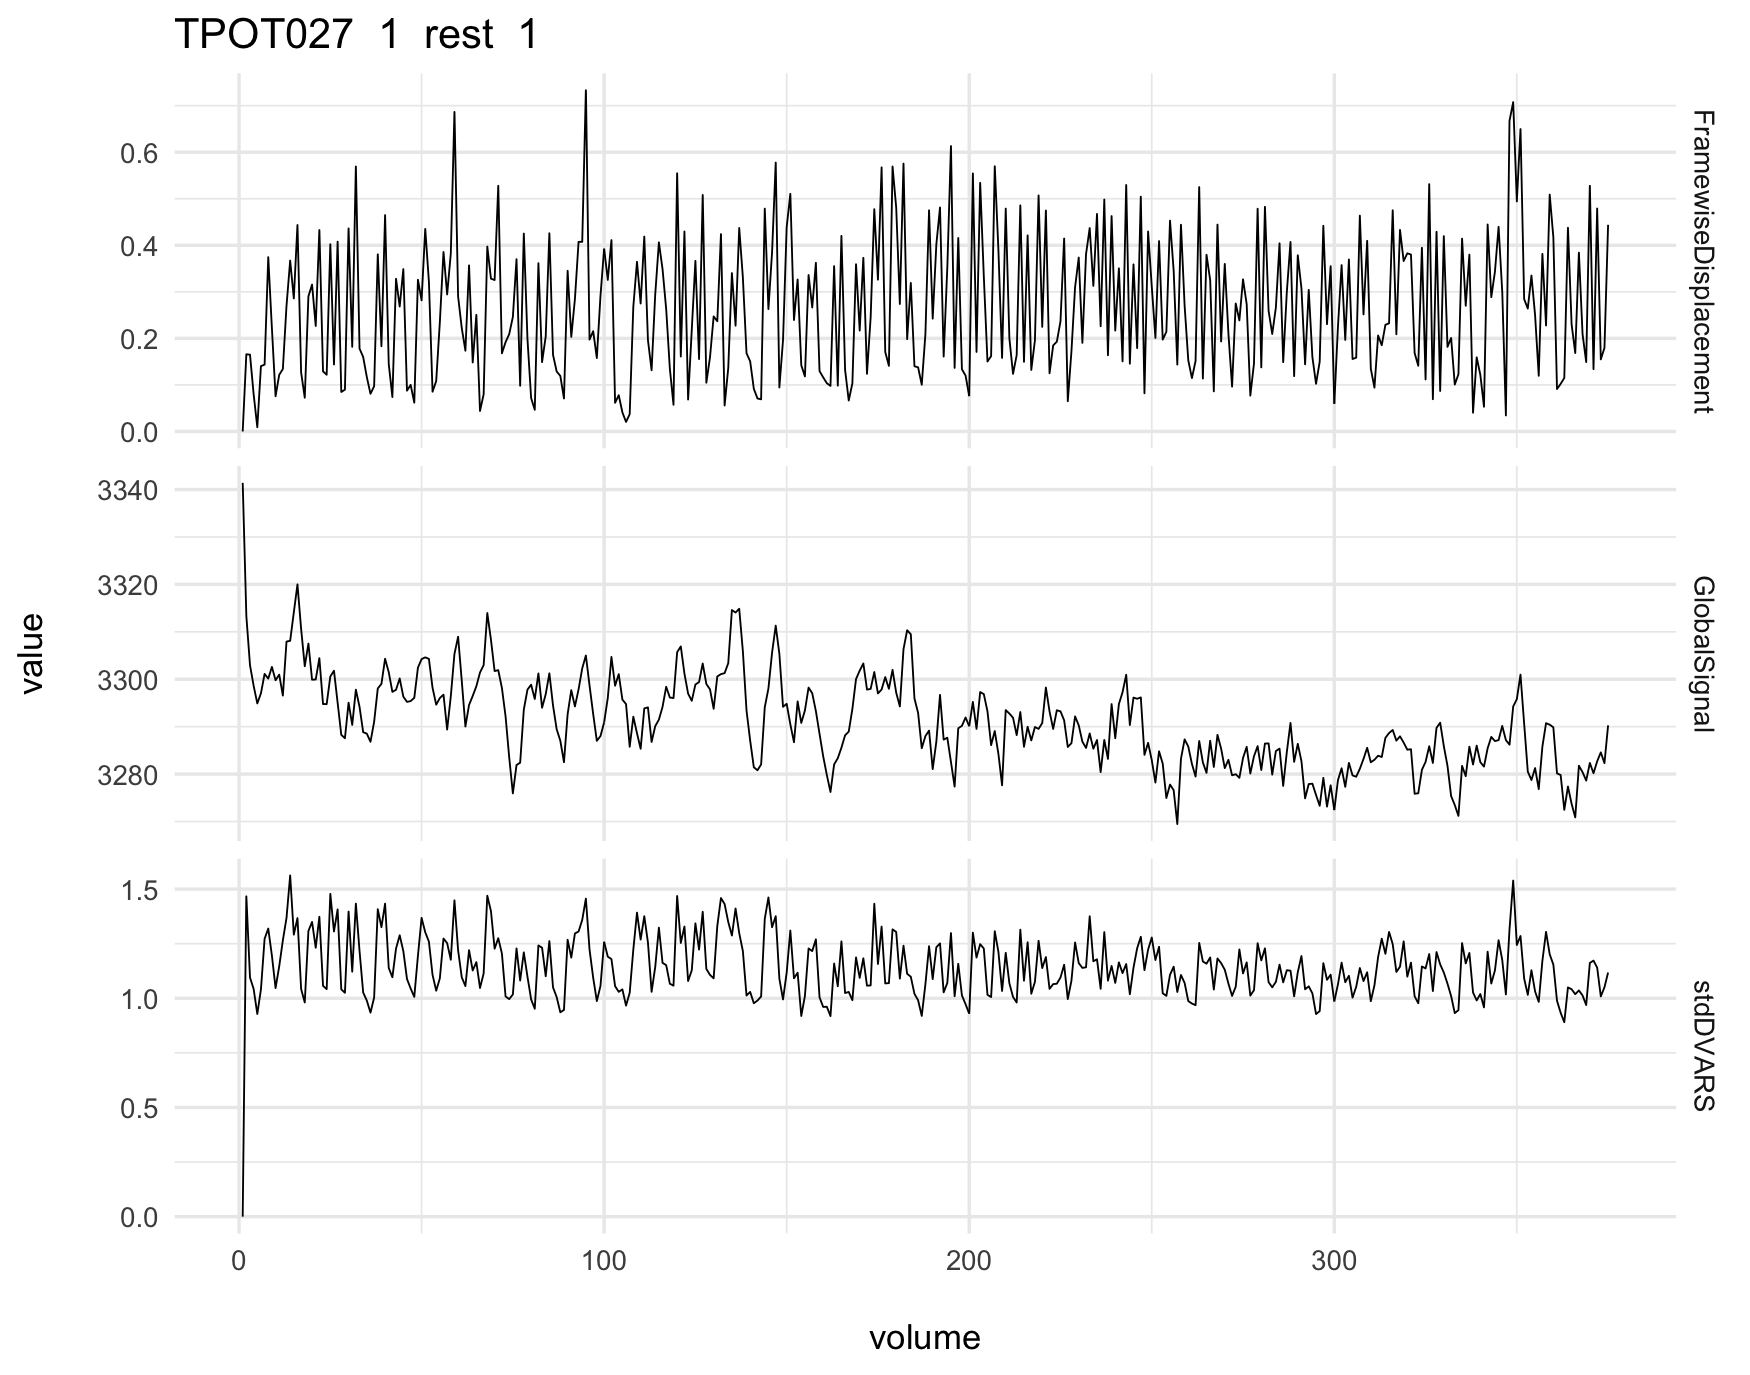 TPOT027 1 rest 1
0.6
0.4
0.2
0.0
FramewiseDisplacement
3340
3320
3300
3280
GlobalSignal
value
1.5
1.0
0.5
0.0
stdDVARS
0 100 200 300
volume